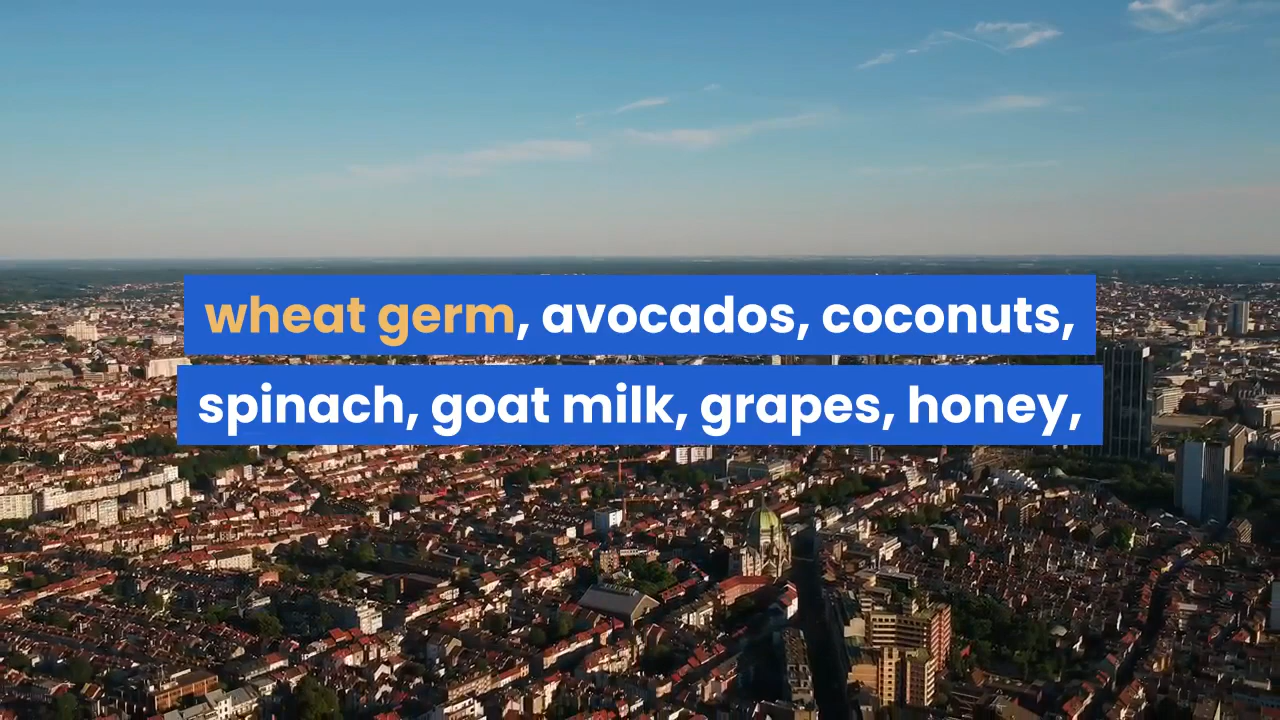 wheat germ, avocados, coconuts,
spinach, goat milk, grapes, honey,